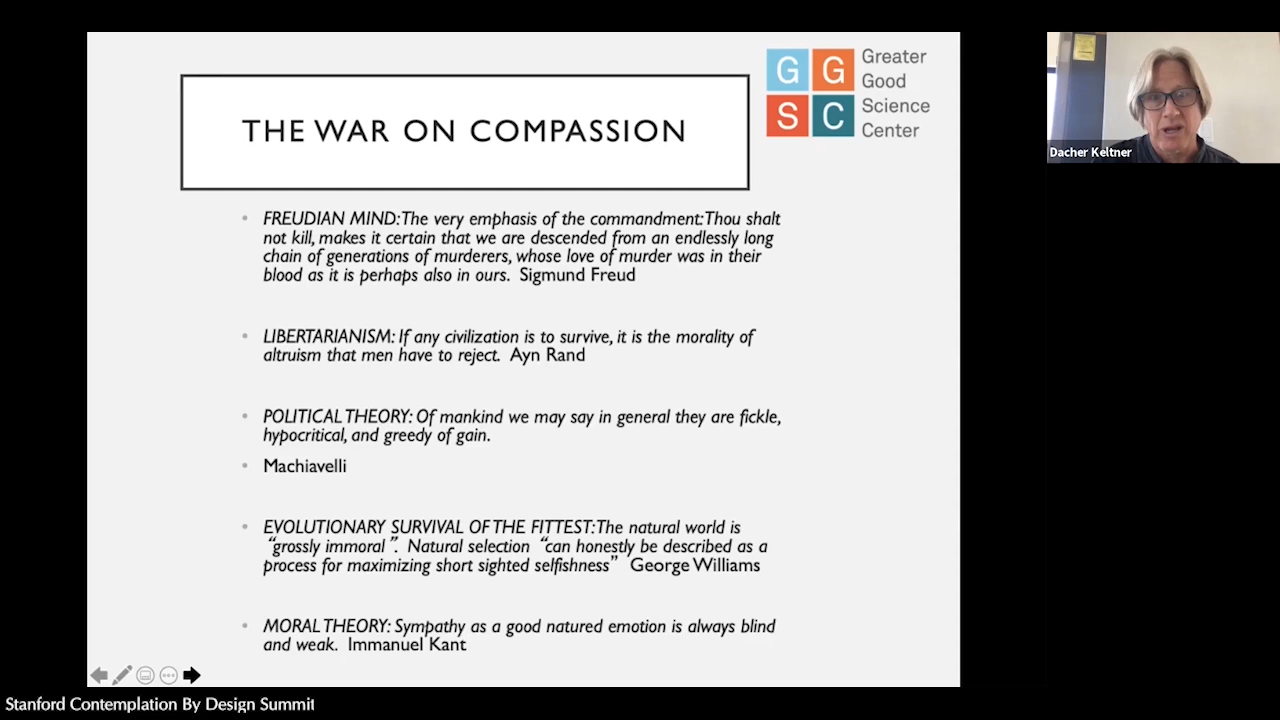 THE WAR ON COMPASSION
G G
S C
Greater
Good
Science
Center
Dacher Keltner
• FREUDIAN MIND: The very emphasis of the commandment: Thou shalt
not kill, makes it certain that we are descended from an endlessly long
chain of generations of murderers, whose love of murder was in their
blood as it is perhaps also in ours. Sigmund Freud
• LIBERTARIANISM: If any civilization is to survive, it is the morality of
altruism that men have to reject. Ayn Rand
• POLITICAL THEORY: Of mankind we may say in general they are fickle,
hypocritical, and greedy of gain.
• Machiavelli
• EVOLUTIONARY SURVIVAL OF THE FITTEST: The natural world is
“grossly immoral”. Natural selection “can honestly be described as a
process for maximizing short sighted selfishness” George Williams
• MORAL THEORY: Sympathy as a good natured emotion is always blind
and weak. Immanuel Kant
Stanford Contemplation By Design Summit